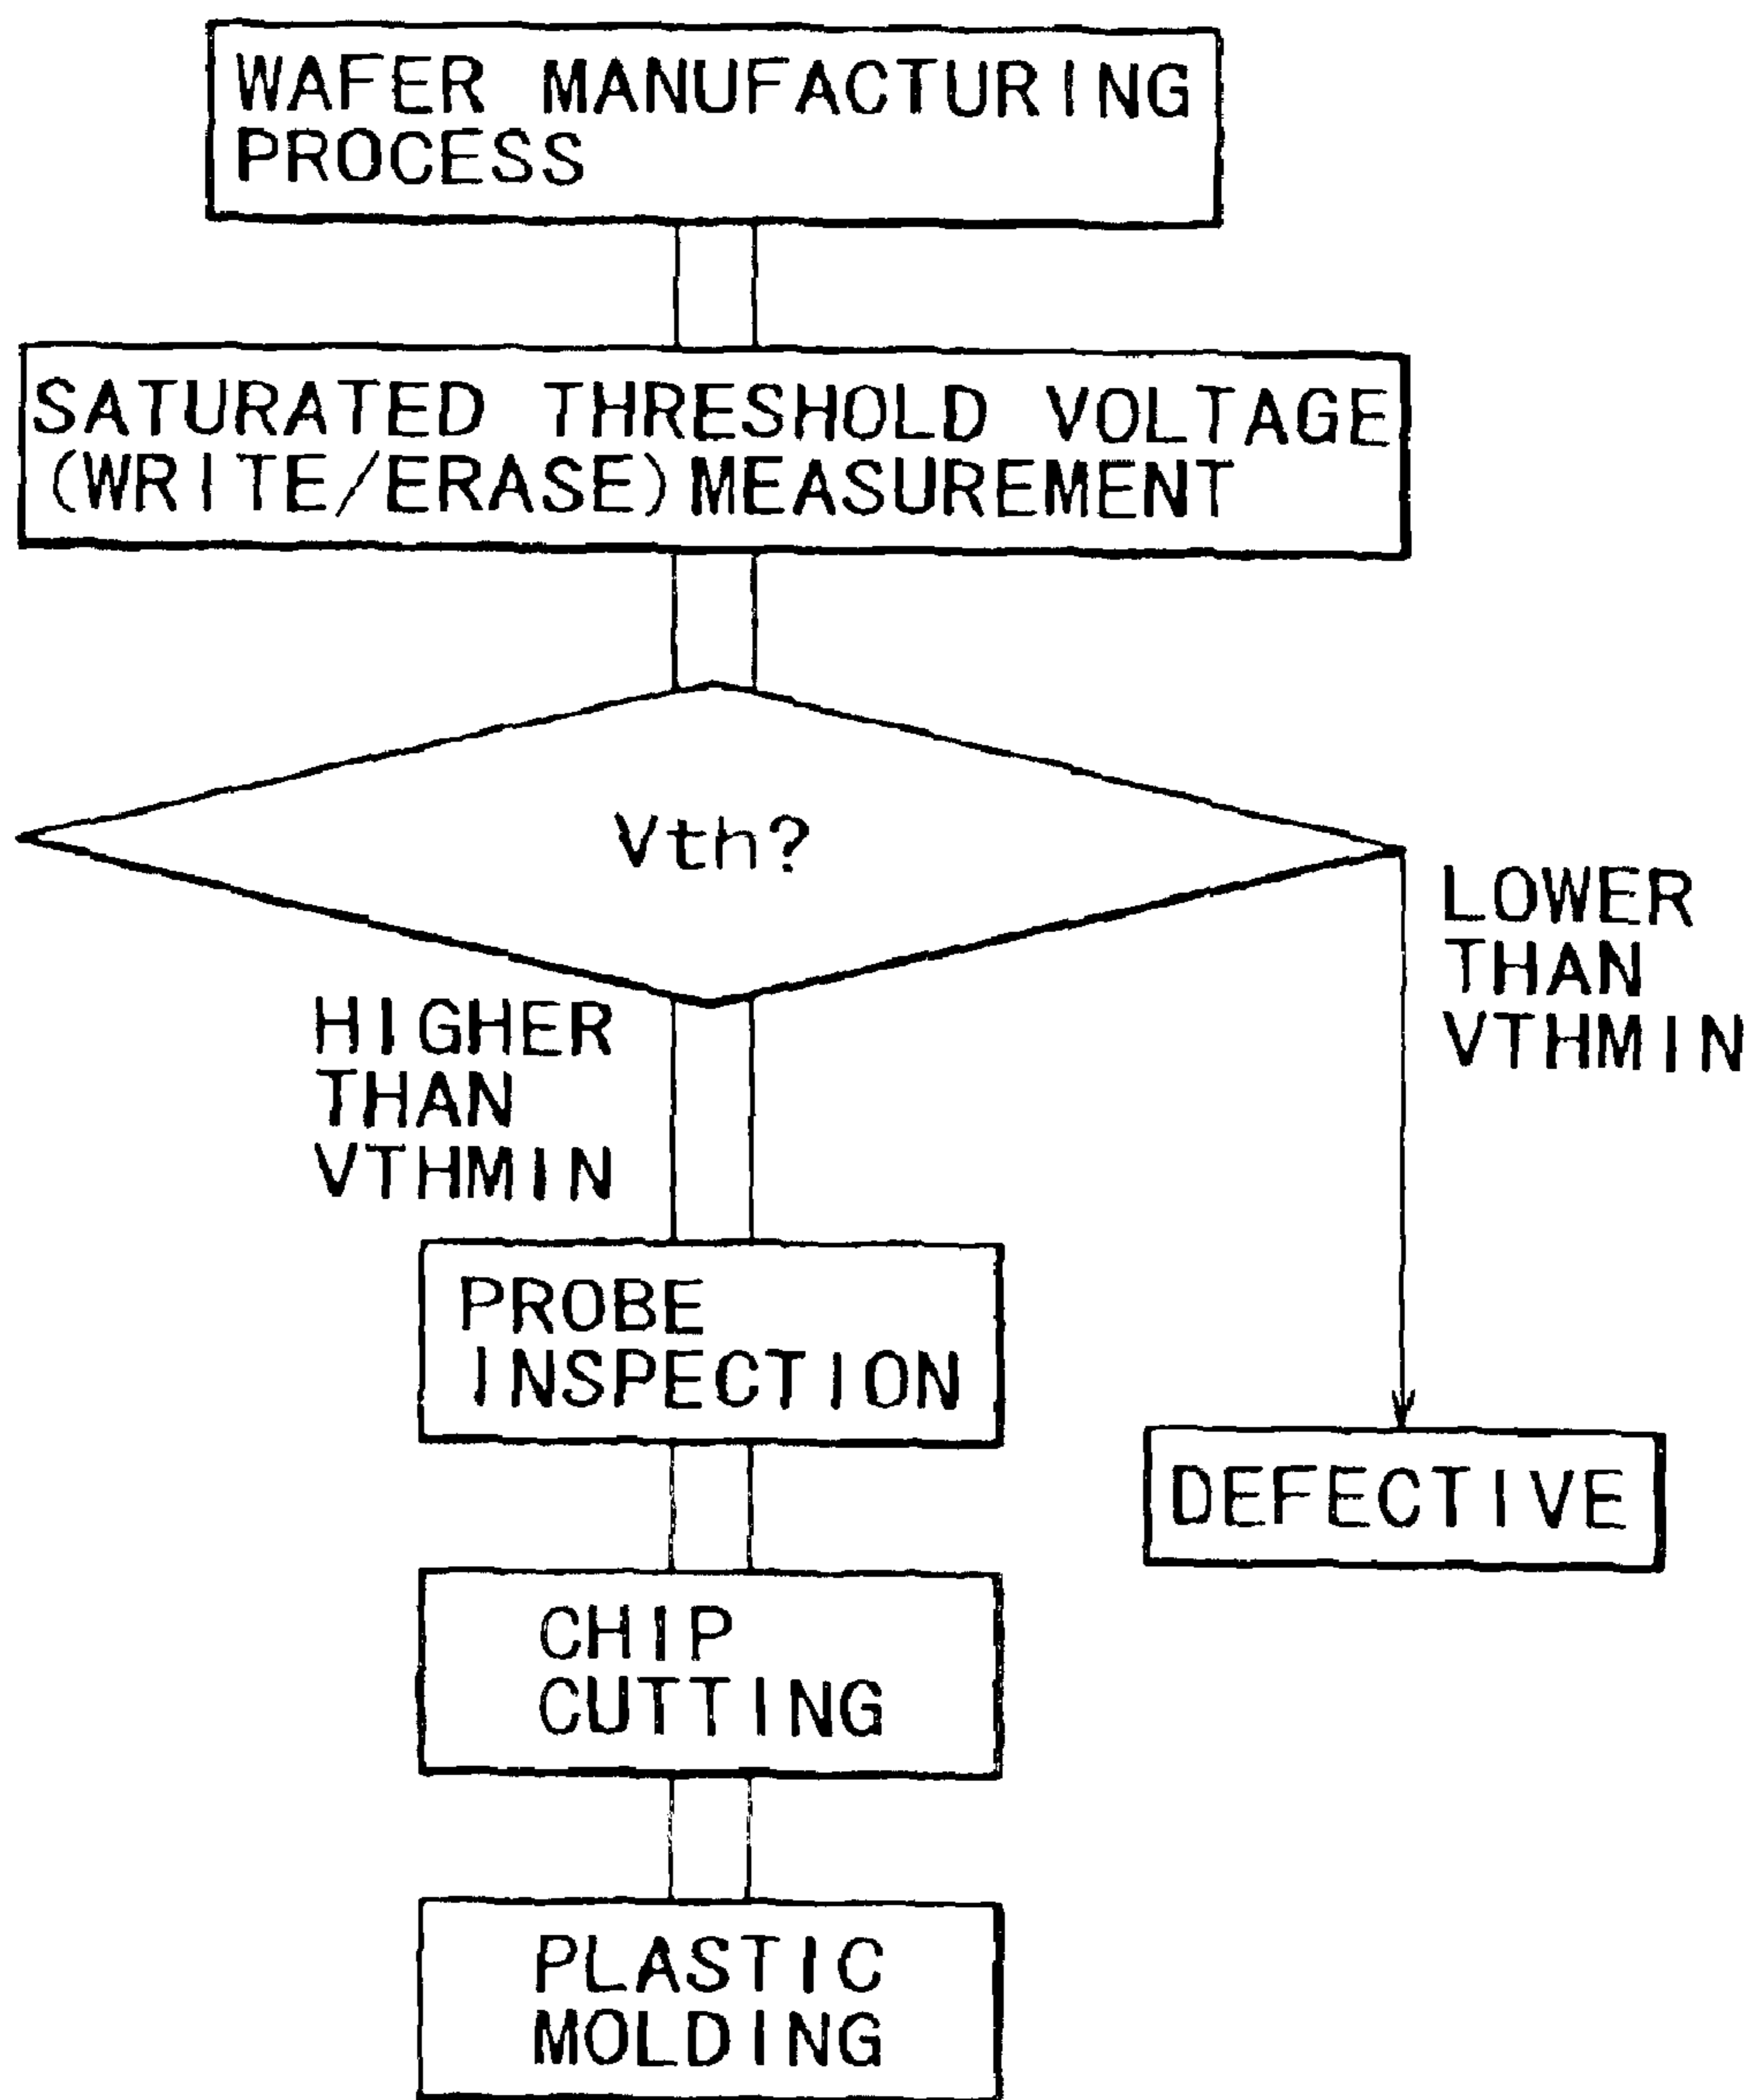 WAFER MANUFACTURING
PROCESS
SATURATED THRESHOLD VOLTAGE
(WRITE/ERASE) MEASUREMENT
Vth?
HIGHER
THAN
VTHMIN
LOWER
THAN
VTHMIN
PROBE
INSPECTION
DEFECTIVE
CHIP
CUTTING
PLASTIC
MOLDING